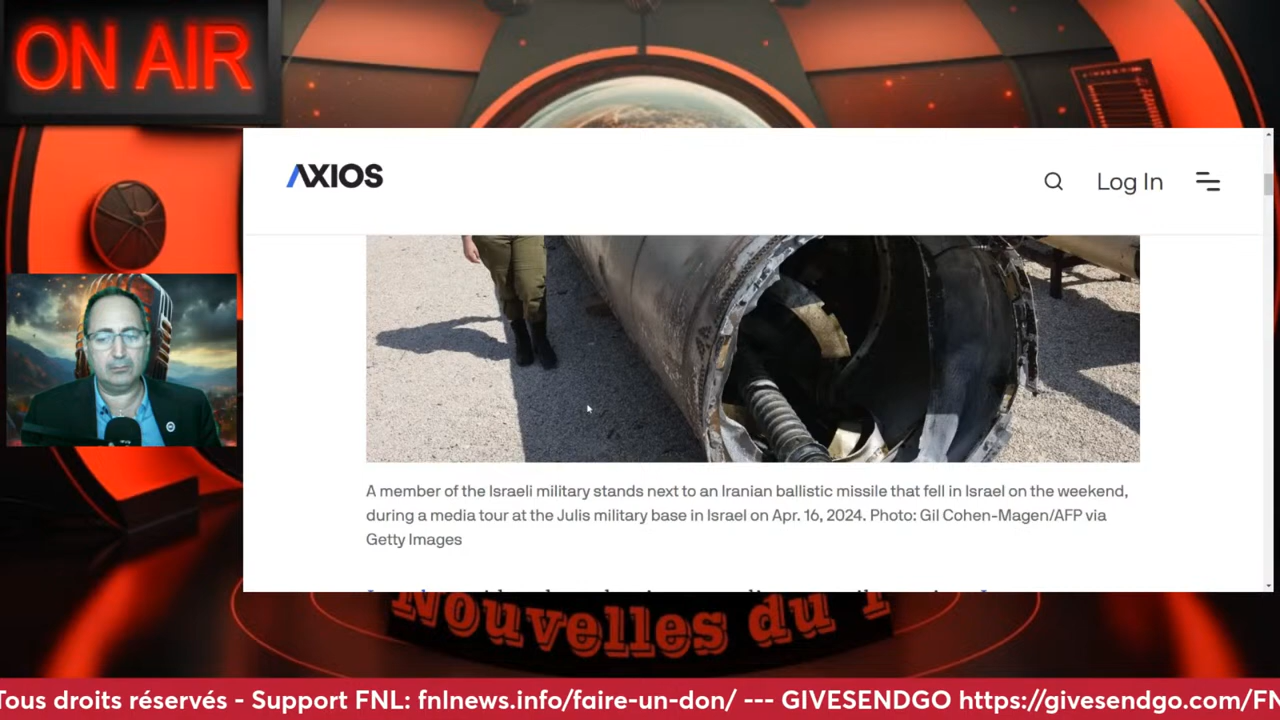 ON AIR
AXIOS
Log In
A member of the Israeli military stands next to an Iranian ballistic missile that fell in Israel on the weekend,
during a media tour at the Julis military base in Israel on Apr. 16, 2024. Photo: Gil Cohen-Magen/AFP via
Getty Images
Nouvelles du
Tous droits réservés - Support FNL: fnlnews.info/faire-un-don/ --- GIVESENDGO https://givesendgo.com/FN